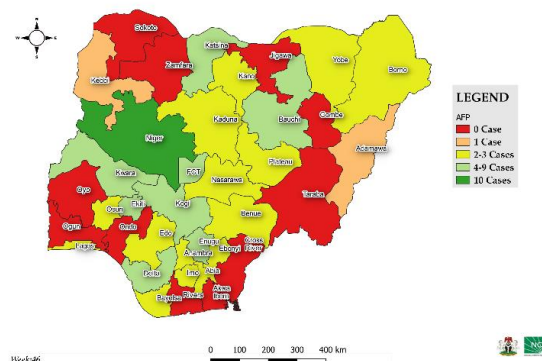 N
W E
S
Sokoto
Katsina
Jigawa
Zamfara
Yobe
Borno
Kebbi
Kano
Gombe
Bauchi
Kaduna
Adamawa
Niger
Plateau
FCT
Kwara
Nasarawa
Taraba
Oyo
Kogi
Osun
Ekiti
Benue
Ogun
Ondo
Edo
Enugu
Cross
River
Lagos
Ebonyi
Anambra
Delta
Imo
Abia
Bayelsa
Rivers
Akwa
Ibom
LEGEND
AFP
0 Case
1 Case
2-3 Cases
4-9 Cases
10 Cases
0 100 200 300 400 km
Week46
NC